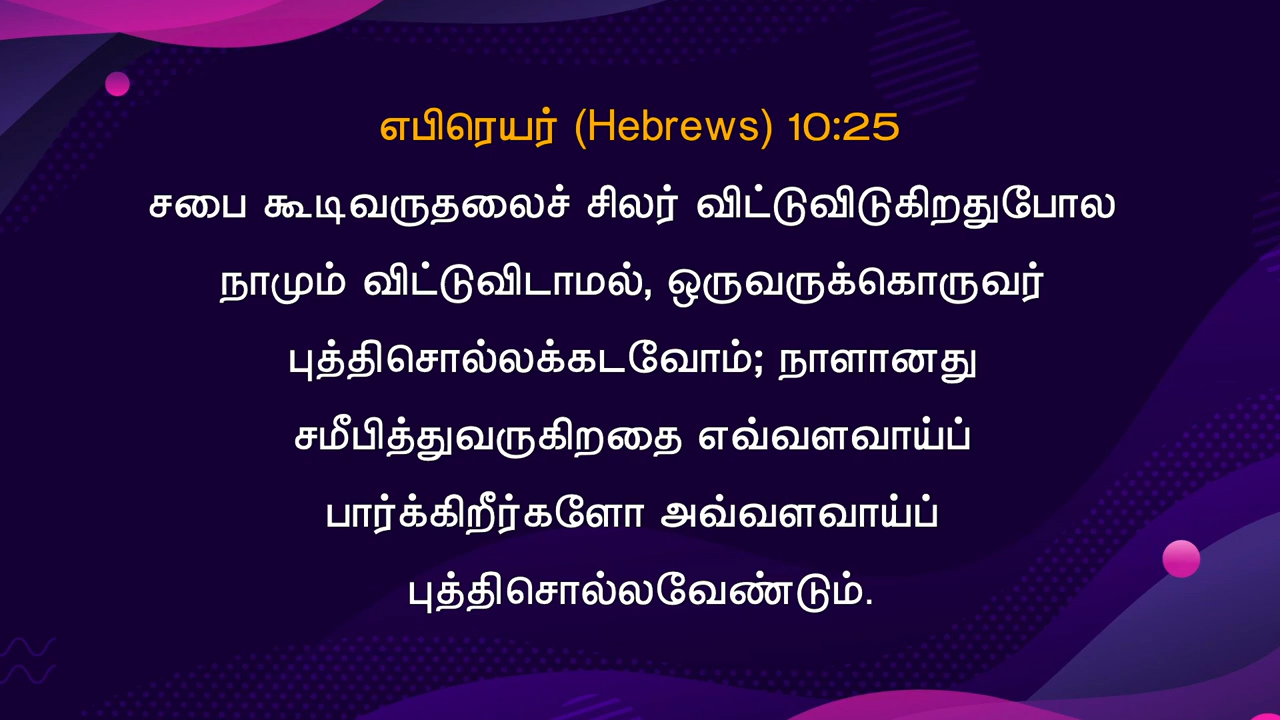 எபிரெயர் (Hebrews) 10:25
சபை கூடிவருதலைச் சிலர் விட்டுவிடுகிறதுபோல
நாமும் விட்டுவிடாமல், ஒருவருக்கொருவர்
புத்திசொல்லக்கடவோம்; நாளானது
சமீபித்துவருகிறதை எவ்வளவாய்ப்
பார்க்கிறீர்களோ அவ்வளவாய்ப்
புத்திசொல்லவேண்டும்.